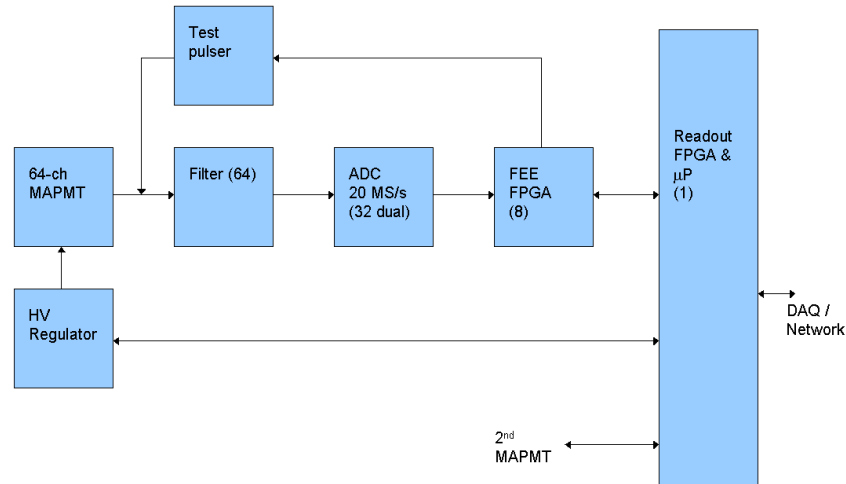 Test
pulser
64-ch
MAPMT
Filter (64)
ADC
20 MS/s
(32 dual)
FEE
FPGA
(8)
Readout
FPGA &
μP
(1)
HV
Regulator
DAQ /
Network
2nd
MAPMT